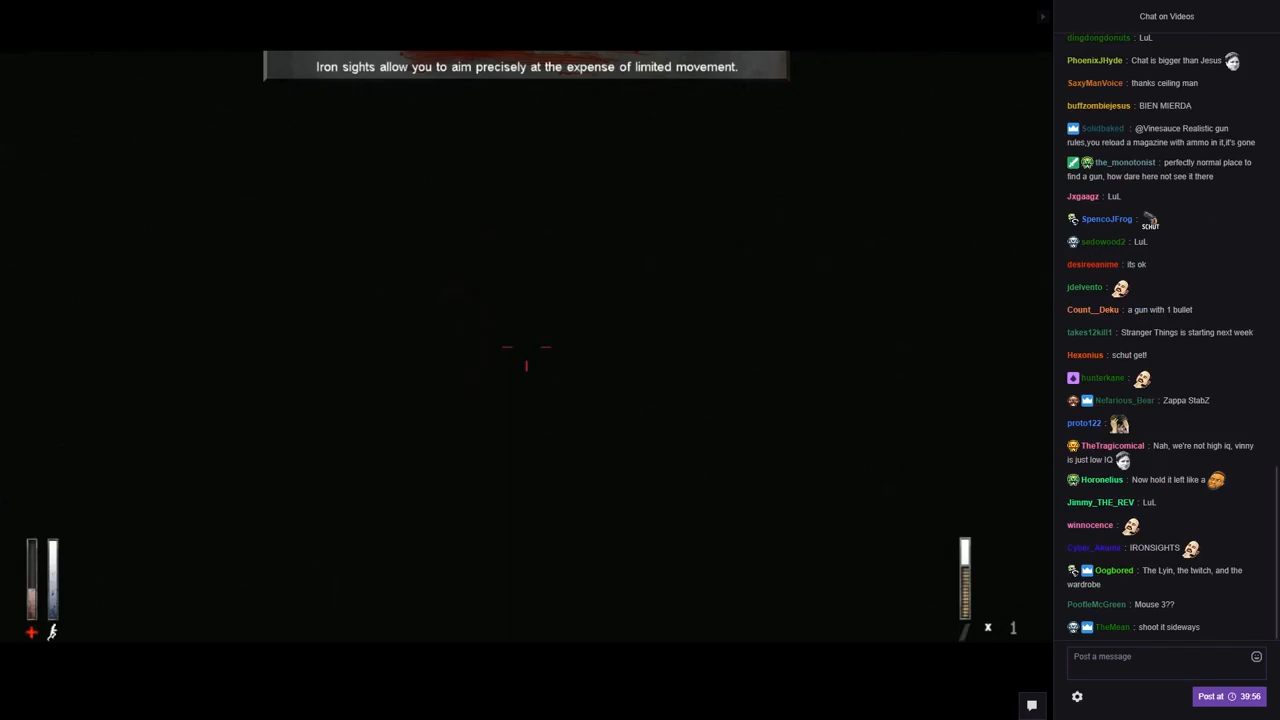 Iron sights allow you to aim precisely at the expense of limited movement.
x 1
Chat on Videos
dingdongdonuts : LuL
PhoenixJHyde : Chat is bigger than Jesus
SaxyManVoice : thanks ceiling man
buffzombiejesus : BIEN MIERDA
Solidbaked : @Vinesauce Realistic gun
rules,you reload a magazine with ammo in it,it's gone
the_monotonist : perfectly normal place to
find a gun, how dare here not see it there
Jxgaagz : LuL
SpencoJFrog :
SCHUT
sedowood2 : LuL
desireeanime : its ok
jdelvento :
Count__Deku : a gun with 1 bullet
takes12kill1 : Stranger Things is starting next week
Hexonius : schut get!
hunterkane :
Nefarious_Bear : Zappa StabZ
proto122 :
TheTragicomical : Nah, we're not high iq, vinny
is just low IQ
Horonelius : Now hold it left like a
Jimmy_THE_REV : LuL
winnocence :
Cyber_Akuma : IRONSIGHTS
Oogbored : The Lyin, the twitch, and the
wardrobe
PoofleMcGreen : Mouse 3??
TheMean : shoot it sideways
Post a message
Post at 39:56